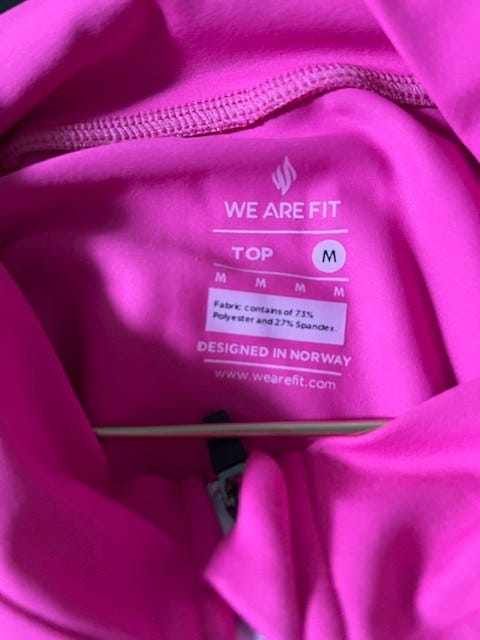 WE ARE FIT
TOP M
M M M M
Fabric contains of 73%
Polyester and 27% Spandex.
DESIGNED IN NORWAY
www.wearefit.com